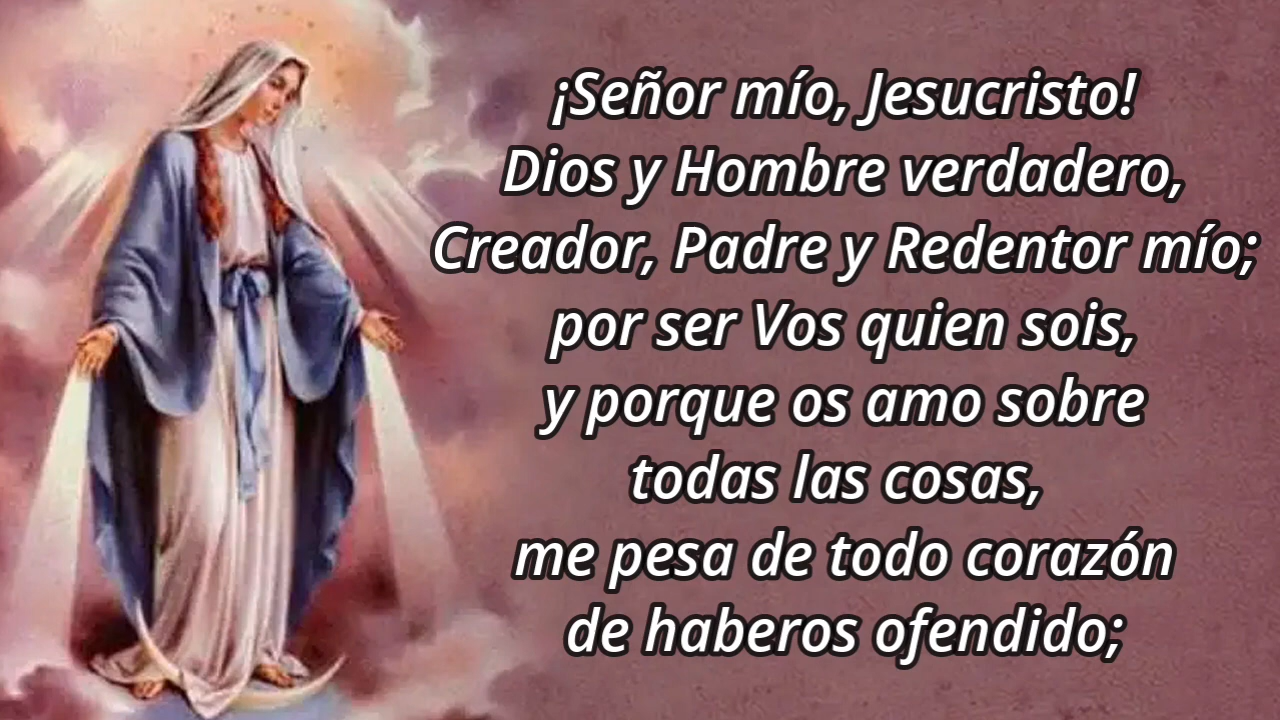 ¡Señor mío, Jesucristo!
Dios y Hombre verdadero,
Creador, Padre y Redentor mío;
por ser Vos quien sois,
y porque os amo sobre
todas las cosas,
me pesa de todo corazón
de haberos ofendido;